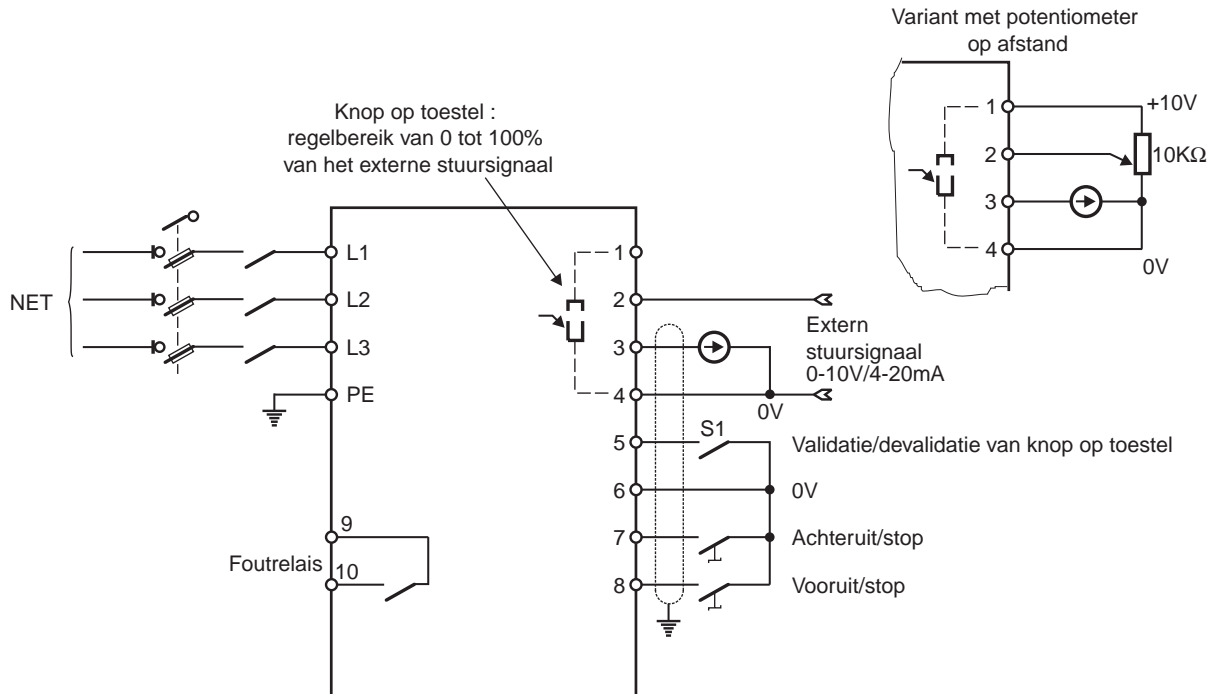 Variant met potentiometer
op afstand
1
+10V
2
10KΩ
3
4
0V
Knop op toestel :
regelbereik van 0 tot 100%
van het externe stuursignaal
NET
L1
L2
L3
PE
1
2
3
4
Extern
stuursignaal
0-10V/4-20mA
0V
5
S1
Validatie/devalidatie van knop op toestel
6
0V
7
Achteruit/stop
8
Vooruit/stop
Foutrelais
9
10